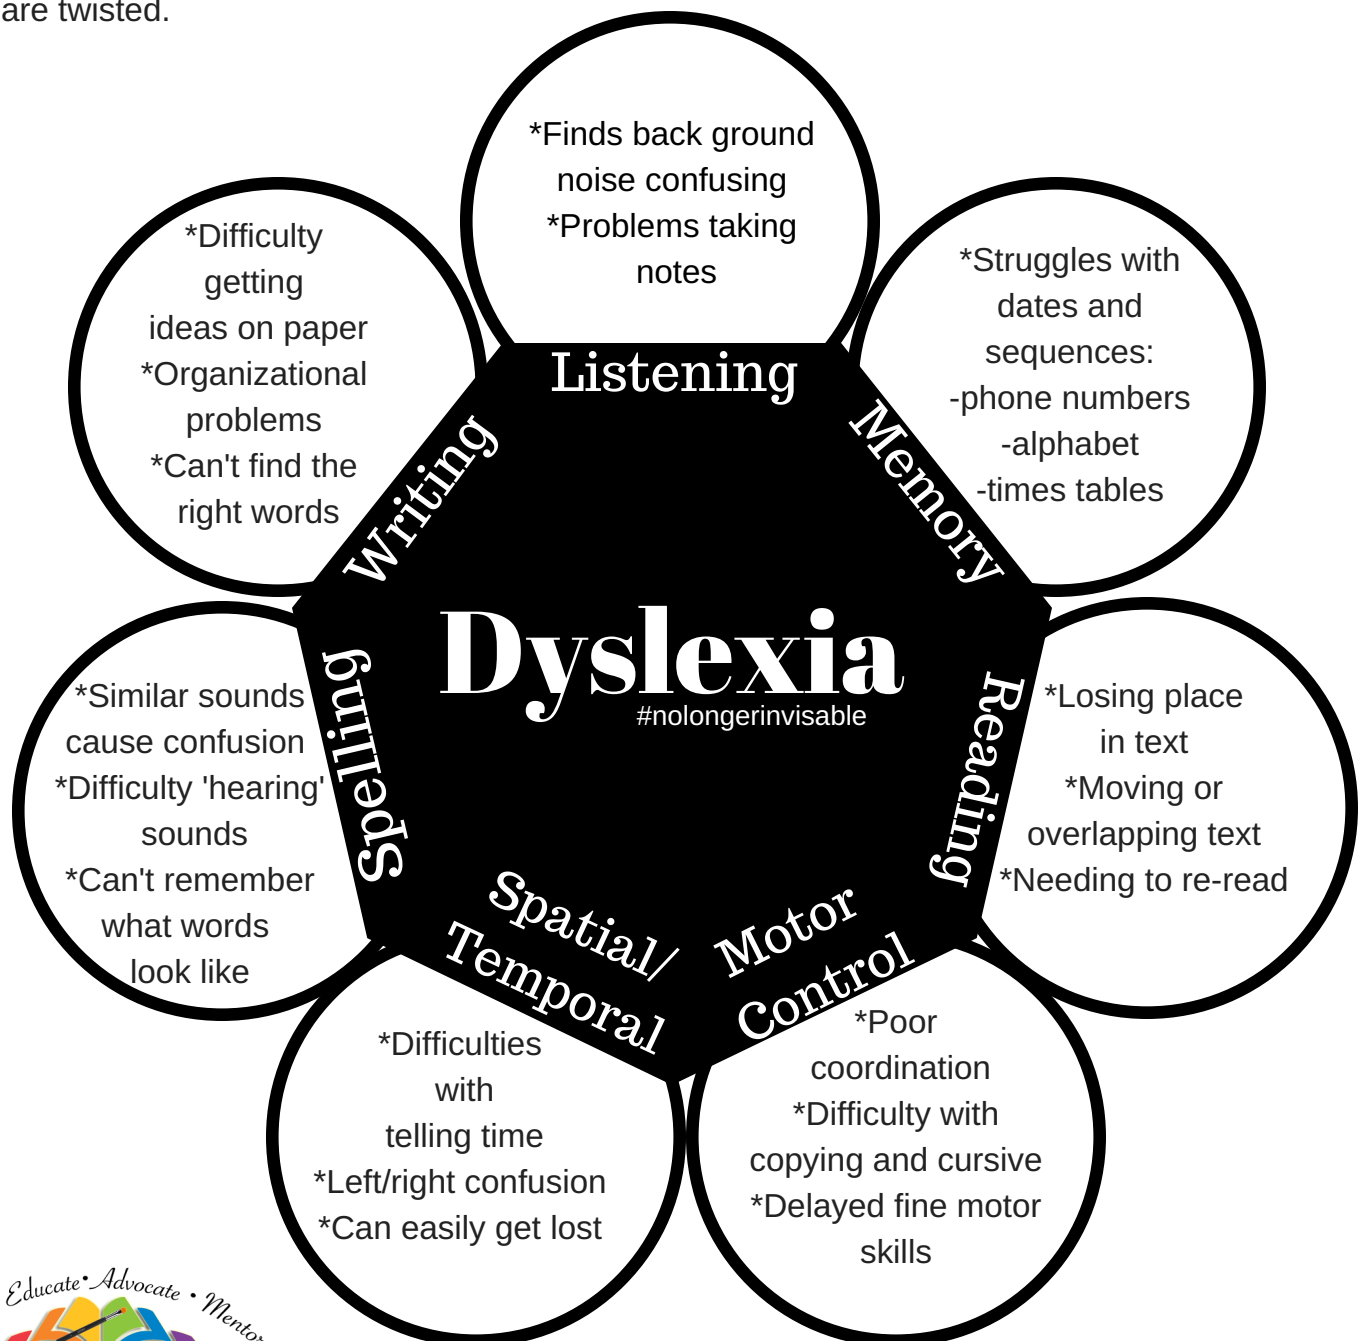 are twisted.
*Finds back ground
noise confusing
*Problems taking
notes
Listening
*Struggles with
dates and
sequences:
-phone numbers
-alphabet
-times tables
Memory
*Losing place
in text
*Moving or
overlapping text
*Needing to re-read
Reading
*Poor
coordination
*Difficulty with
copying and cursive
*Delayed fine motor
skills
Motor
Control
*Difficulties
with
telling time
*Left/right confusion
*Can easily get lost
Spatial/
Temporal
*Similar sounds
cause confusion
*Difficulty 'hearing'
sounds
*Can't remember
what words
look like
Spelling
*Difficulty
getting
ideas on paper
*Organizational
problems
*Can't find the
right words
Writing
Dyslexia
#nolongerinvisable
Educate • Advocate • Mentor